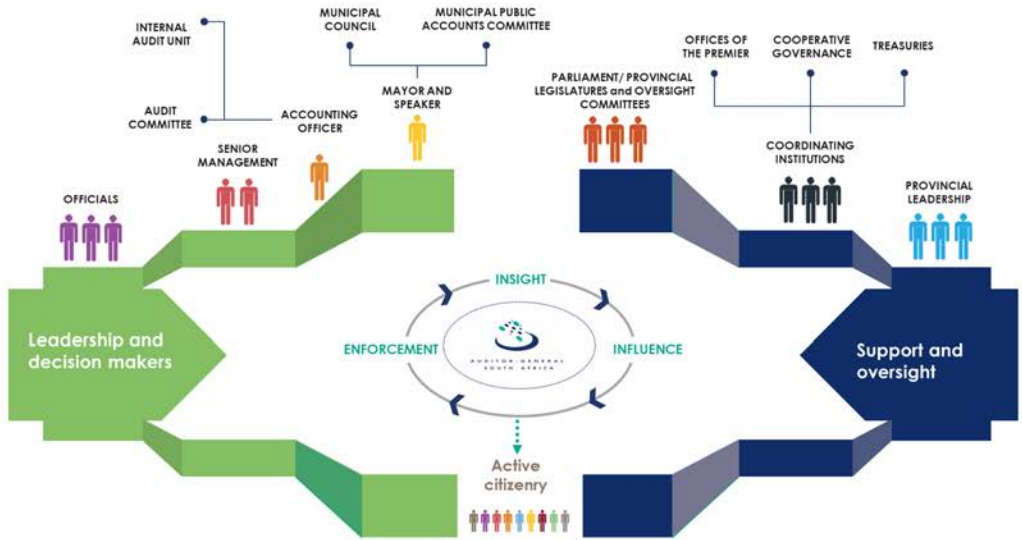 INTERNAL
AUDIT UNIT
AUDIT
COMMITTEE
ACCOUNTING
OFFICER
MUNICIPAL
COUNCIL
MUNICIPAL PUBLIC
ACCOUNTS COMMITTEE
MAYOR AND
SPEAKER
SENIOR
MANAGEMENT
OFFICIALS
PARLIAMENT/ PROVINCIAL
LEGISLATURES and OVERSIGHT
COMMITTEES
OFFICES OF
THE PREMIER
COOPERATIVE
GOVERNANCE
TREASURIES
COORDINATING
INSTITUTIONS
PROVINCIAL
LEADERSHIP
Leadership and
decision makers
INSIGHT
ENFORCEMENT
INFLUENCE
AUDITOR-GENERAL
SOUTH AFRICA
Support and
oversight
Active
citizenry